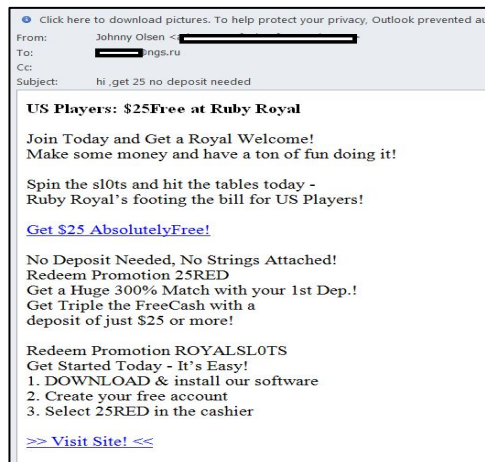 Click here to download pictures. To help protect your privacy, Outlook prevented au
From: Johnny Olsen <
To: @ngs.ru
Cc:
Subject: hi ,get 25 no deposit needed
US Players: $25Free at Ruby Royal
Join Today and Get a Royal Welcome!
Make some money and have a ton of fun doing it!
Spin the sl0ts and hit the tables today -
Ruby Royal's footing the bill for US Players!
Get $25 AbsolutelyFree!
No Deposit Needed, No Strings Attached!
Redeem Promotion 25RED
Get a Huge 300% Match with your 1st Dep.!
Get Triple the FreeCash with a
deposit of just $25 or more!
Redeem Promotion ROYALSL0TS
Get Started Today - It's Easy!
1. DOWNLOAD & install our software
2. Create your free account
3. Select 25RED in the cashier
>> Visit Site! <<